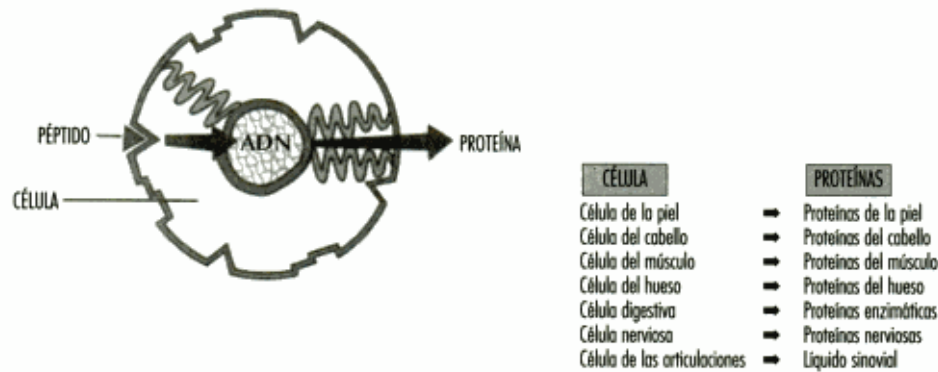 PÉPTIDO
ADN
PROTEÍNA
CÉLULA
CÉLULA PROTEÍNAS
Célula de la piel ➡ Proteínas de la piel
Célula del cabello ➡ Proteínas del cabello
Célula del músculo ➡ Proteínas del músculo
Célula del hueso ➡ Proteínas del hueso
Célula digestiva ➡ Proteínas enzimáticas
Célula nerviosa ➡ Proteínas nerviosas
Célula de las articulaciones ➡ Líquido sinovial